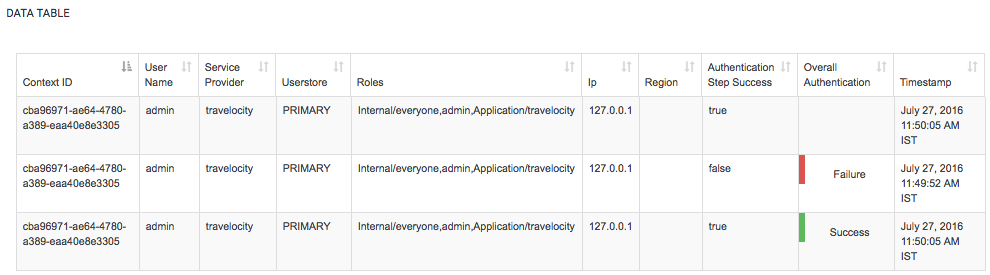 DATA TABLE
Context ID User Name Service Provider Userstore Roles Ip Region Authentication Step Success Overall Authentication Timestamp
cba96971-ae64-4780-a389-eaa40e8e3305 admin travelocity PRIMARY Internal/everyone,admin,Application/travelocity 127.0.0.1 true July 27, 2016 11:50:05 AM IST
cba96971-ae64-4780-a389-eaa40e8e3305 admin travelocity PRIMARY Internal/everyone,admin,Application/travelocity 127.0.0.1 false Failure July 27, 2016 11:49:52 AM IST
cba96971-ae64-4780-a389-eaa40e8e3305 admin travelocity PRIMARY Internal/everyone,admin,Application/travelocity 127.0.0.1 true Success July 27, 2016 11:50:05 AM IST